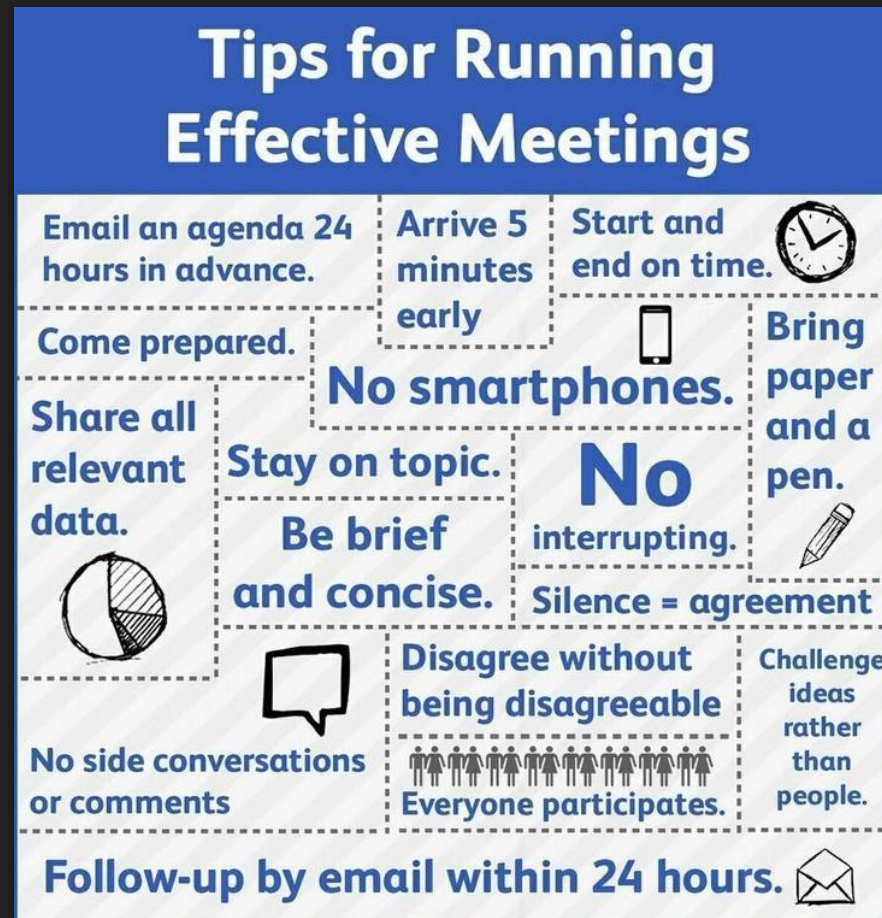 Tips for Running
Effective Meetings
Email an agenda 24
hours in advance.
Arrive 5
minutes
early
Start and
end on time.
Come prepared.
No smartphones.
Bring
paper
and a
pen.
Share all
relevant
data.
Stay on topic.
No
interrupting.
Be brief
and concise.
Silence = agreement
No side conversations
or comments
Disagree without
being disagreeable
Everyone participates.
Challenge
ideas
rather
than
people.
Follow-up by email within 24 hours.